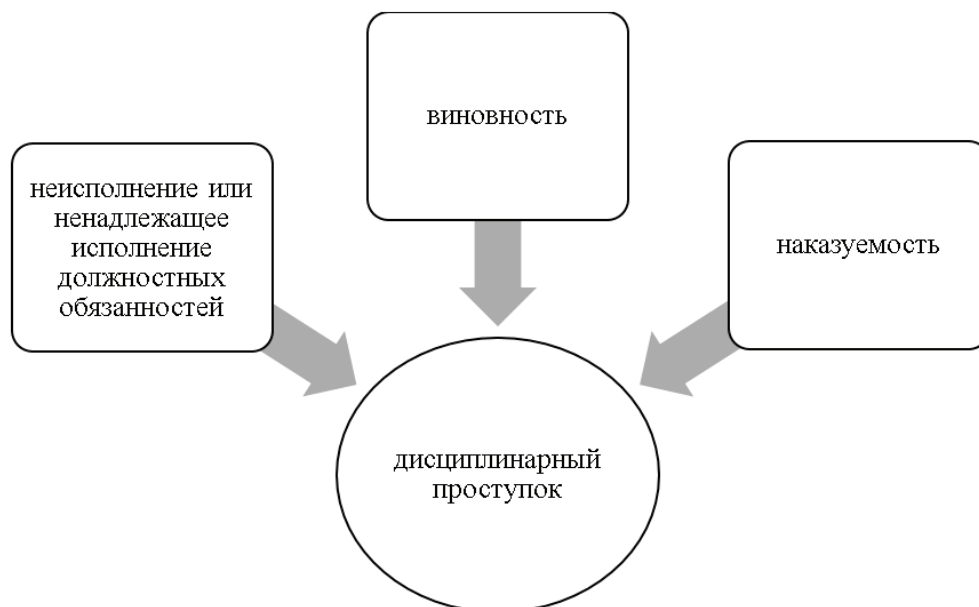 неисполнение или
ненадлежащее
исполнение
должностных
обязанностей
виновность
наказуемость
дисциплинарный
проступок